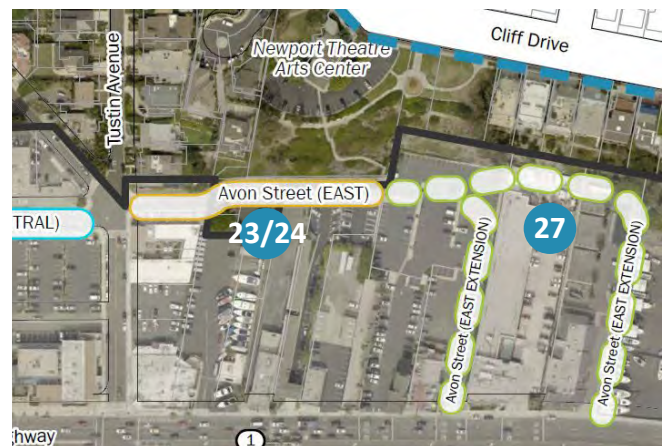 Cliff Drive
Newport Theatre
Arts Center
Tustin Avenue
Avon Street (EAST)
TRAL)
23/24
27
Avon Street (EAST EXTENSION)
Avon Street (EAST EXTENSION)
hway
1